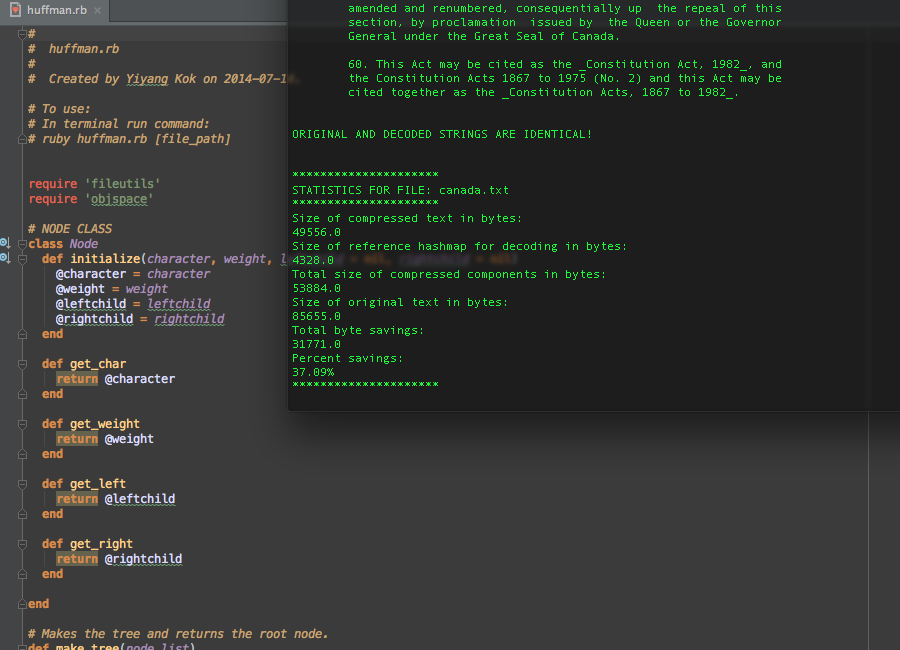 huffman.rb
#
#  huffman.rb
#
#  Created by Yiyang Kok on 2014-07-1
# To use:
# In terminal run command:
# ruby huffman.rb [file_path]
require 'fileutils'
require 'objspace'
# NODE CLASS
class Node
def initialize(character, weight,
@character = character
@weight = weight
@leftchild = leftchild
@rightchild = rightchild
end
def get_char
return @character
end
def get_weight
return @weight
end
def get_left
return @leftchild
end
def get_right
return @rightchild
end
end
# Makes the tree and returns the root node.
def make_tree(node_list)
amended and renumbered, consequentially up  the repeal of this
section, by proclamation  issued by  the Queen or the Governor
General under the Great Seal of Canada.
60. This Act may be cited as the _Constitution Act, 1982_, and
the Constitution Acts 1867 to 1975 (No. 2) and this Act may be
cited together as the _Constitution Acts, 1867 to 1982_.
ORIGINAL AND DECODED STRINGS ARE IDENTICAL!
*********************
STATISTICS FOR FILE: canada.txt
*********************
Size of compressed text in bytes:
49556.0
Size of reference hashmap for decoding in bytes:
4328.0
Total size of compressed components in bytes:
53884.0
Size of original text in bytes:
85655.0
Total byte savings:
31771.0
Percent savings:
37.09%
*********************